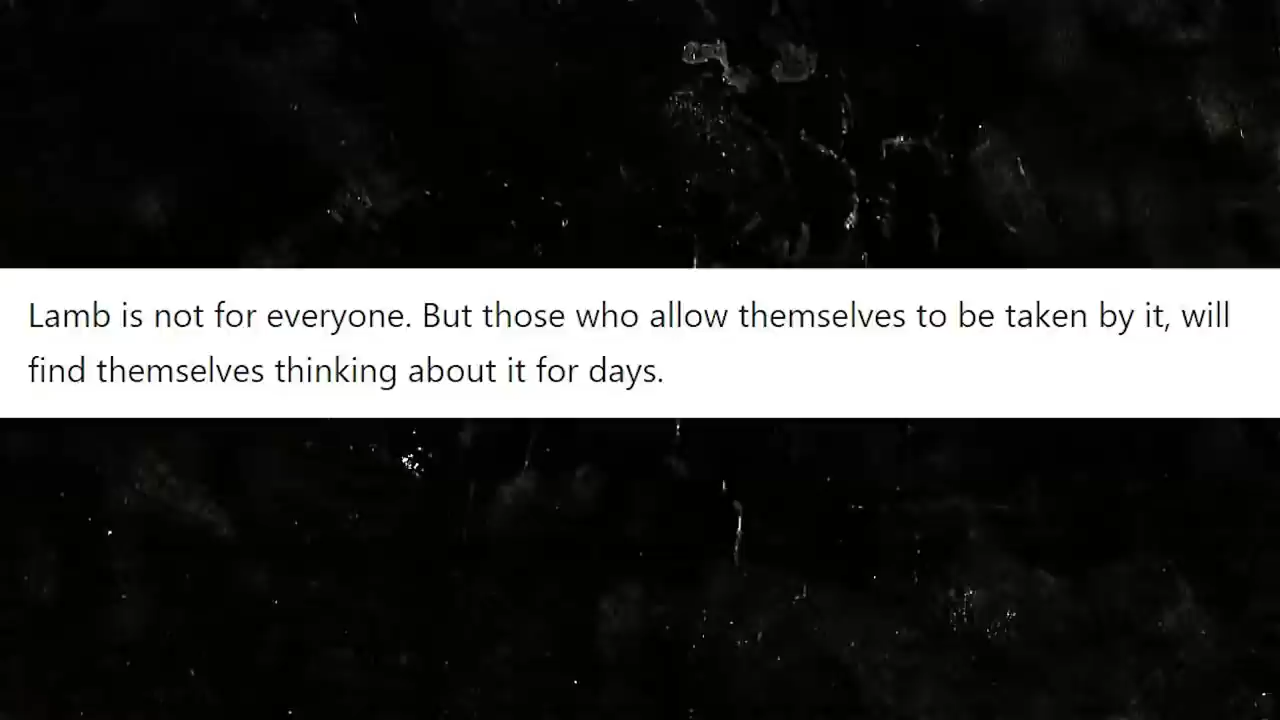 Lamb is not for everyone. But those who allow themselves to be taken by it, will
find themselves thinking about it for days.